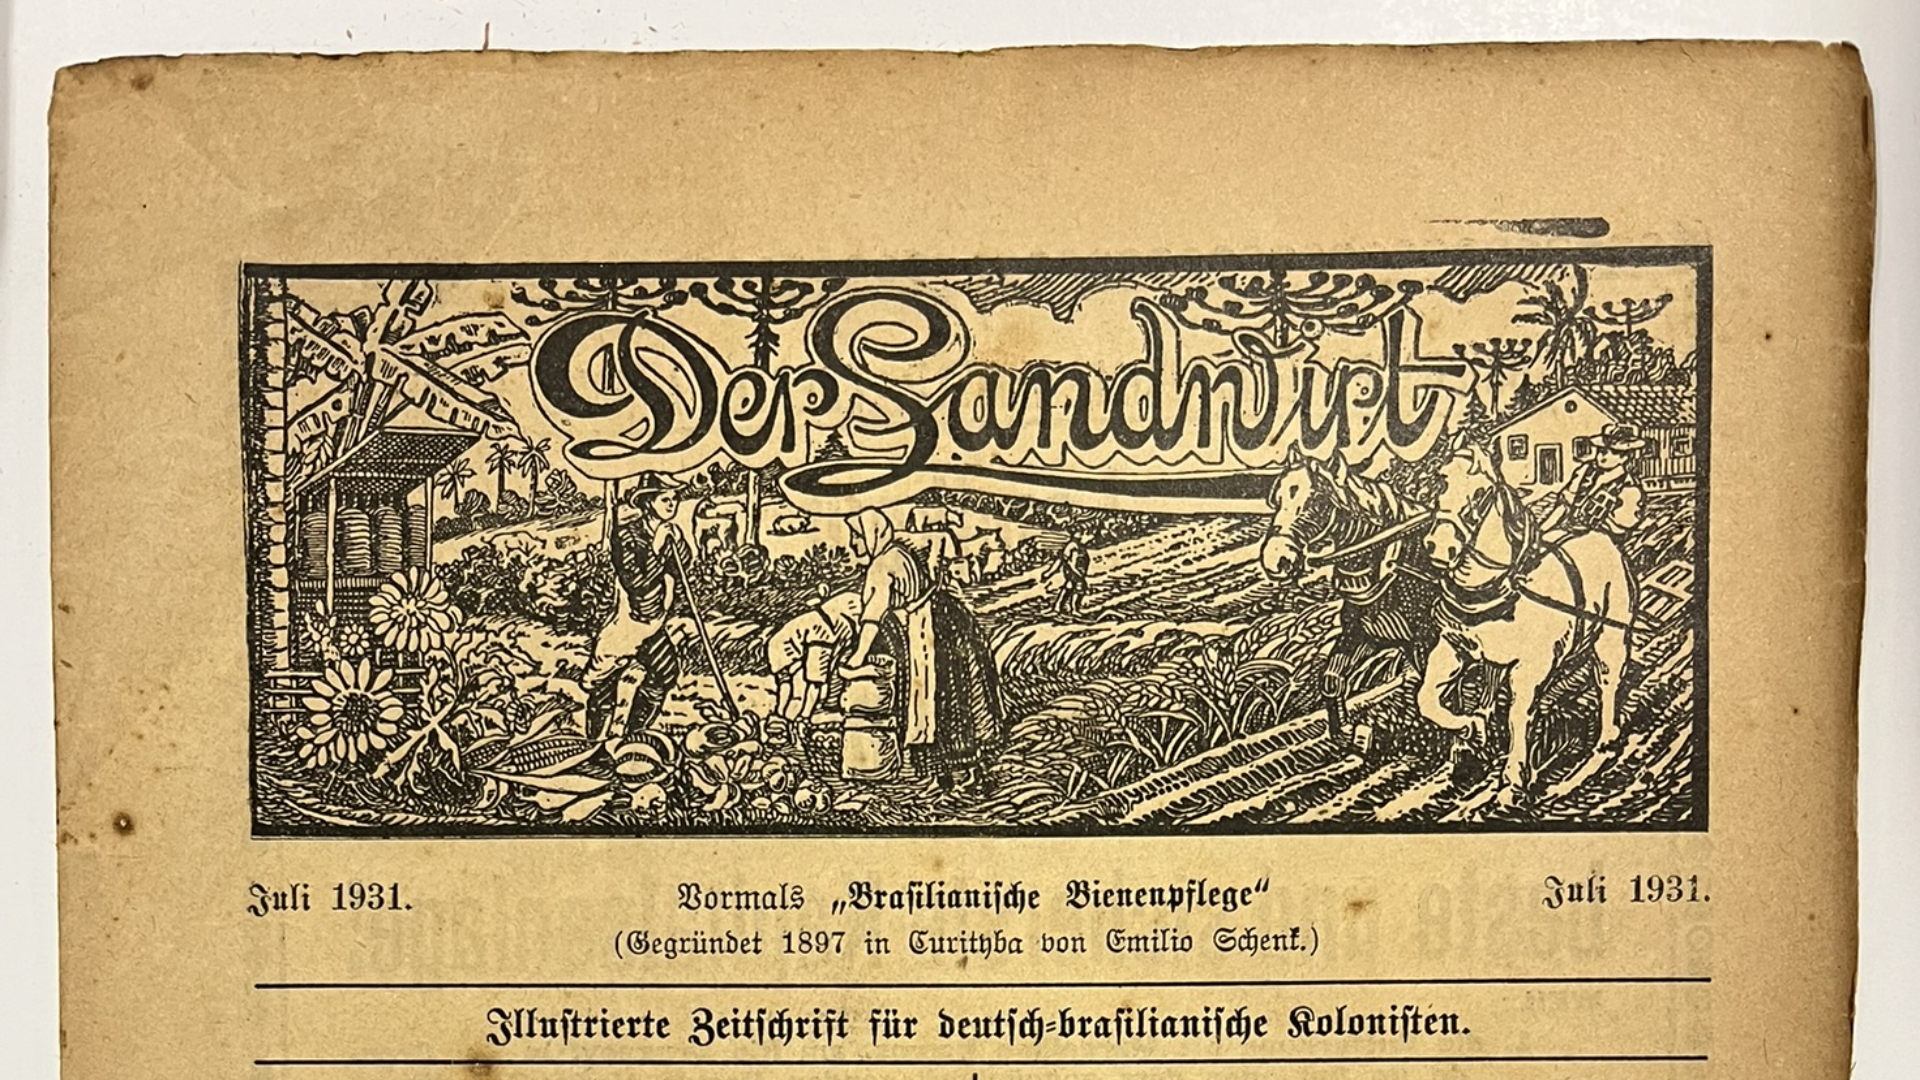 Der Landwirt
Juli 1931.
Vormals „Brasilianische Bienenpflege“
Juli 1931.
(Gegründet 1897 in Curityba von Emilio Schenk.)
Illustrierte Zeitschrift für deutsch-brasilianische Kolonisten.